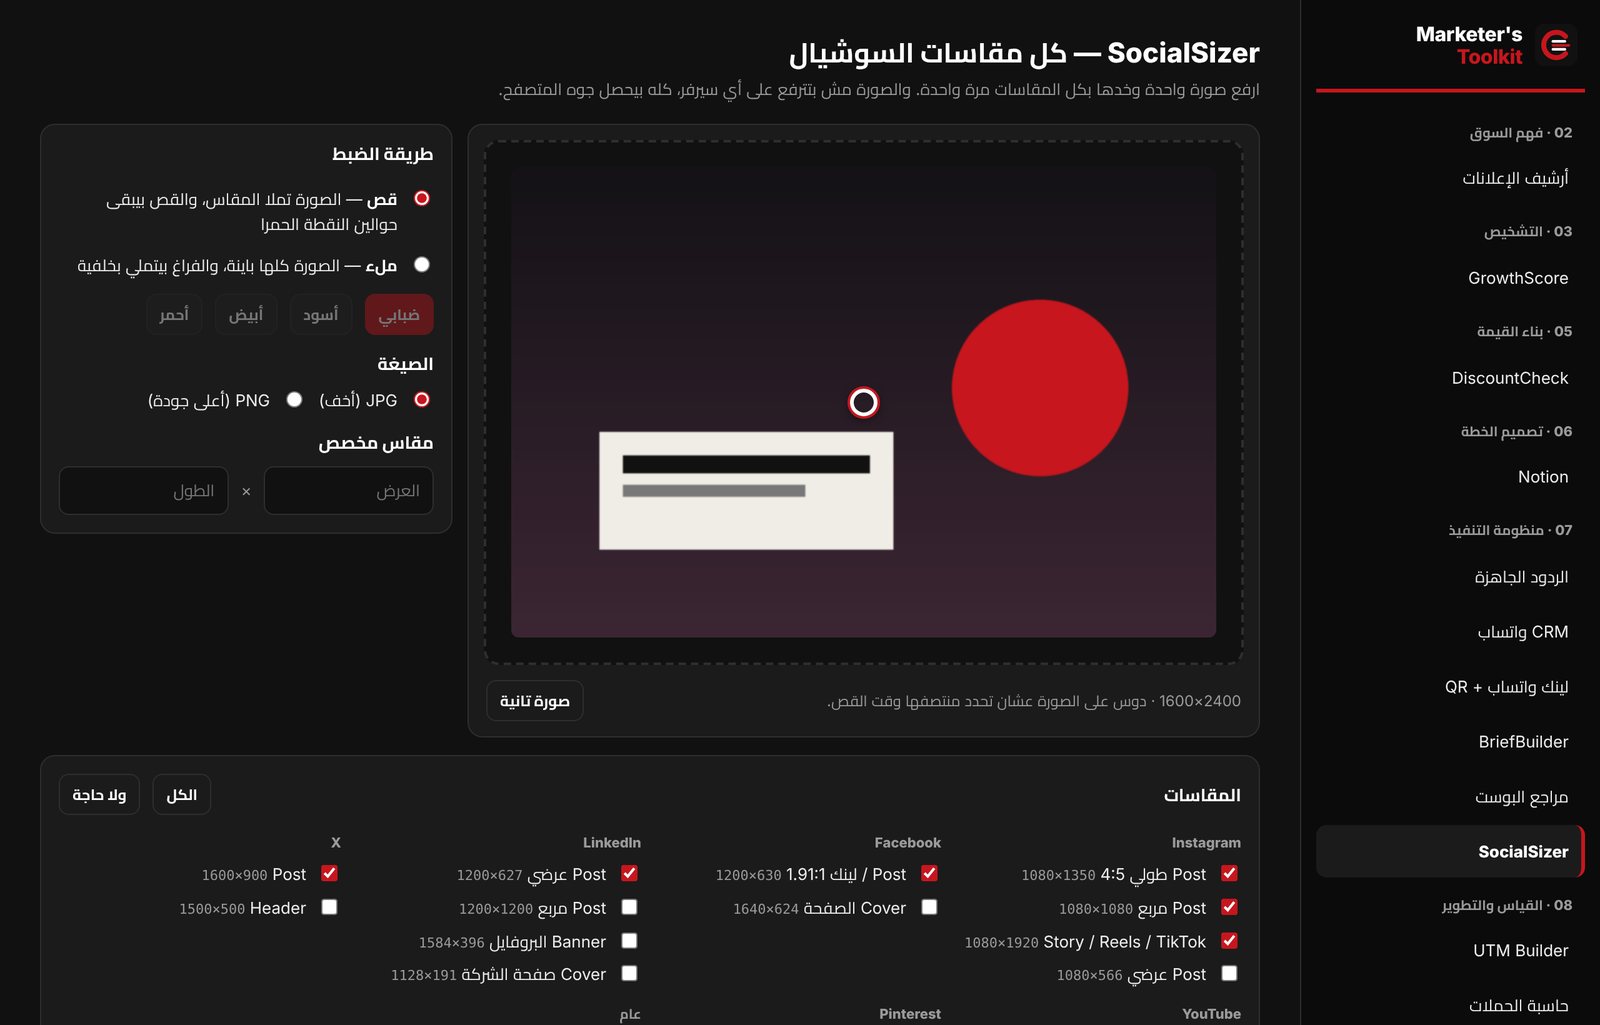 Marketer's
Toolkit
02 · فهم السوق
أرشيف الإعلانات
03 · التشخيص
GrowthScore
05 · بناء القيمة
DiscountCheck
06 · تصميم الخطة
Notion
07 · منظومة التنفيذ
الردود الجاهزة
CRM واتساب
لينك واتساب + QR
BriefBuilder
مراجع البوست
SocialSizer
08 · القياس والتطوير
UTM Builder
حاسبة الحملات
SocialSizer — كل مقاسات السوشيال
ارفع صورة واحدة وخدها بكل المقاسات مرة واحدة. والصورة مش بتترفع على أي سيرفر، كله بيحصل جوه المتصفح.
1600×2400 · دوس على الصورة عشان تحدد منتصفها وقت القص.
صورة تانية
طريقة الضبط
قص — الصورة تملا المقاس، والقص بيبقى
حوالين النقطة الحمرا
ملء — الصورة كلها باينة، والفراغ بيتملي بخلفية
ضبابي
أسود
أبيض
أحمر
الصيغة
JPG (أخف)
PNG (أعلى جودة)
مقاس مخصص
العرض
×
الطول
المقاسات
الكل
ولا حاجة
Instagram
Post طولي 4:5 1080×1350
Post مربع 1080×1080
Story / Reels / TikTok 1080×1920
Post عرضي 1080×566
Facebook
Post / لينك 1.91:1 1200×630
Cover الصفحة 1640×624
LinkedIn
Post عرضي 1200×627
Post مربع 1200×1200
Banner البروفايل 1584×396
Cover صفحة الشركة 1128×191
X
Post 1600×900
Header 1500×500
YouTube
Pinterest
عام